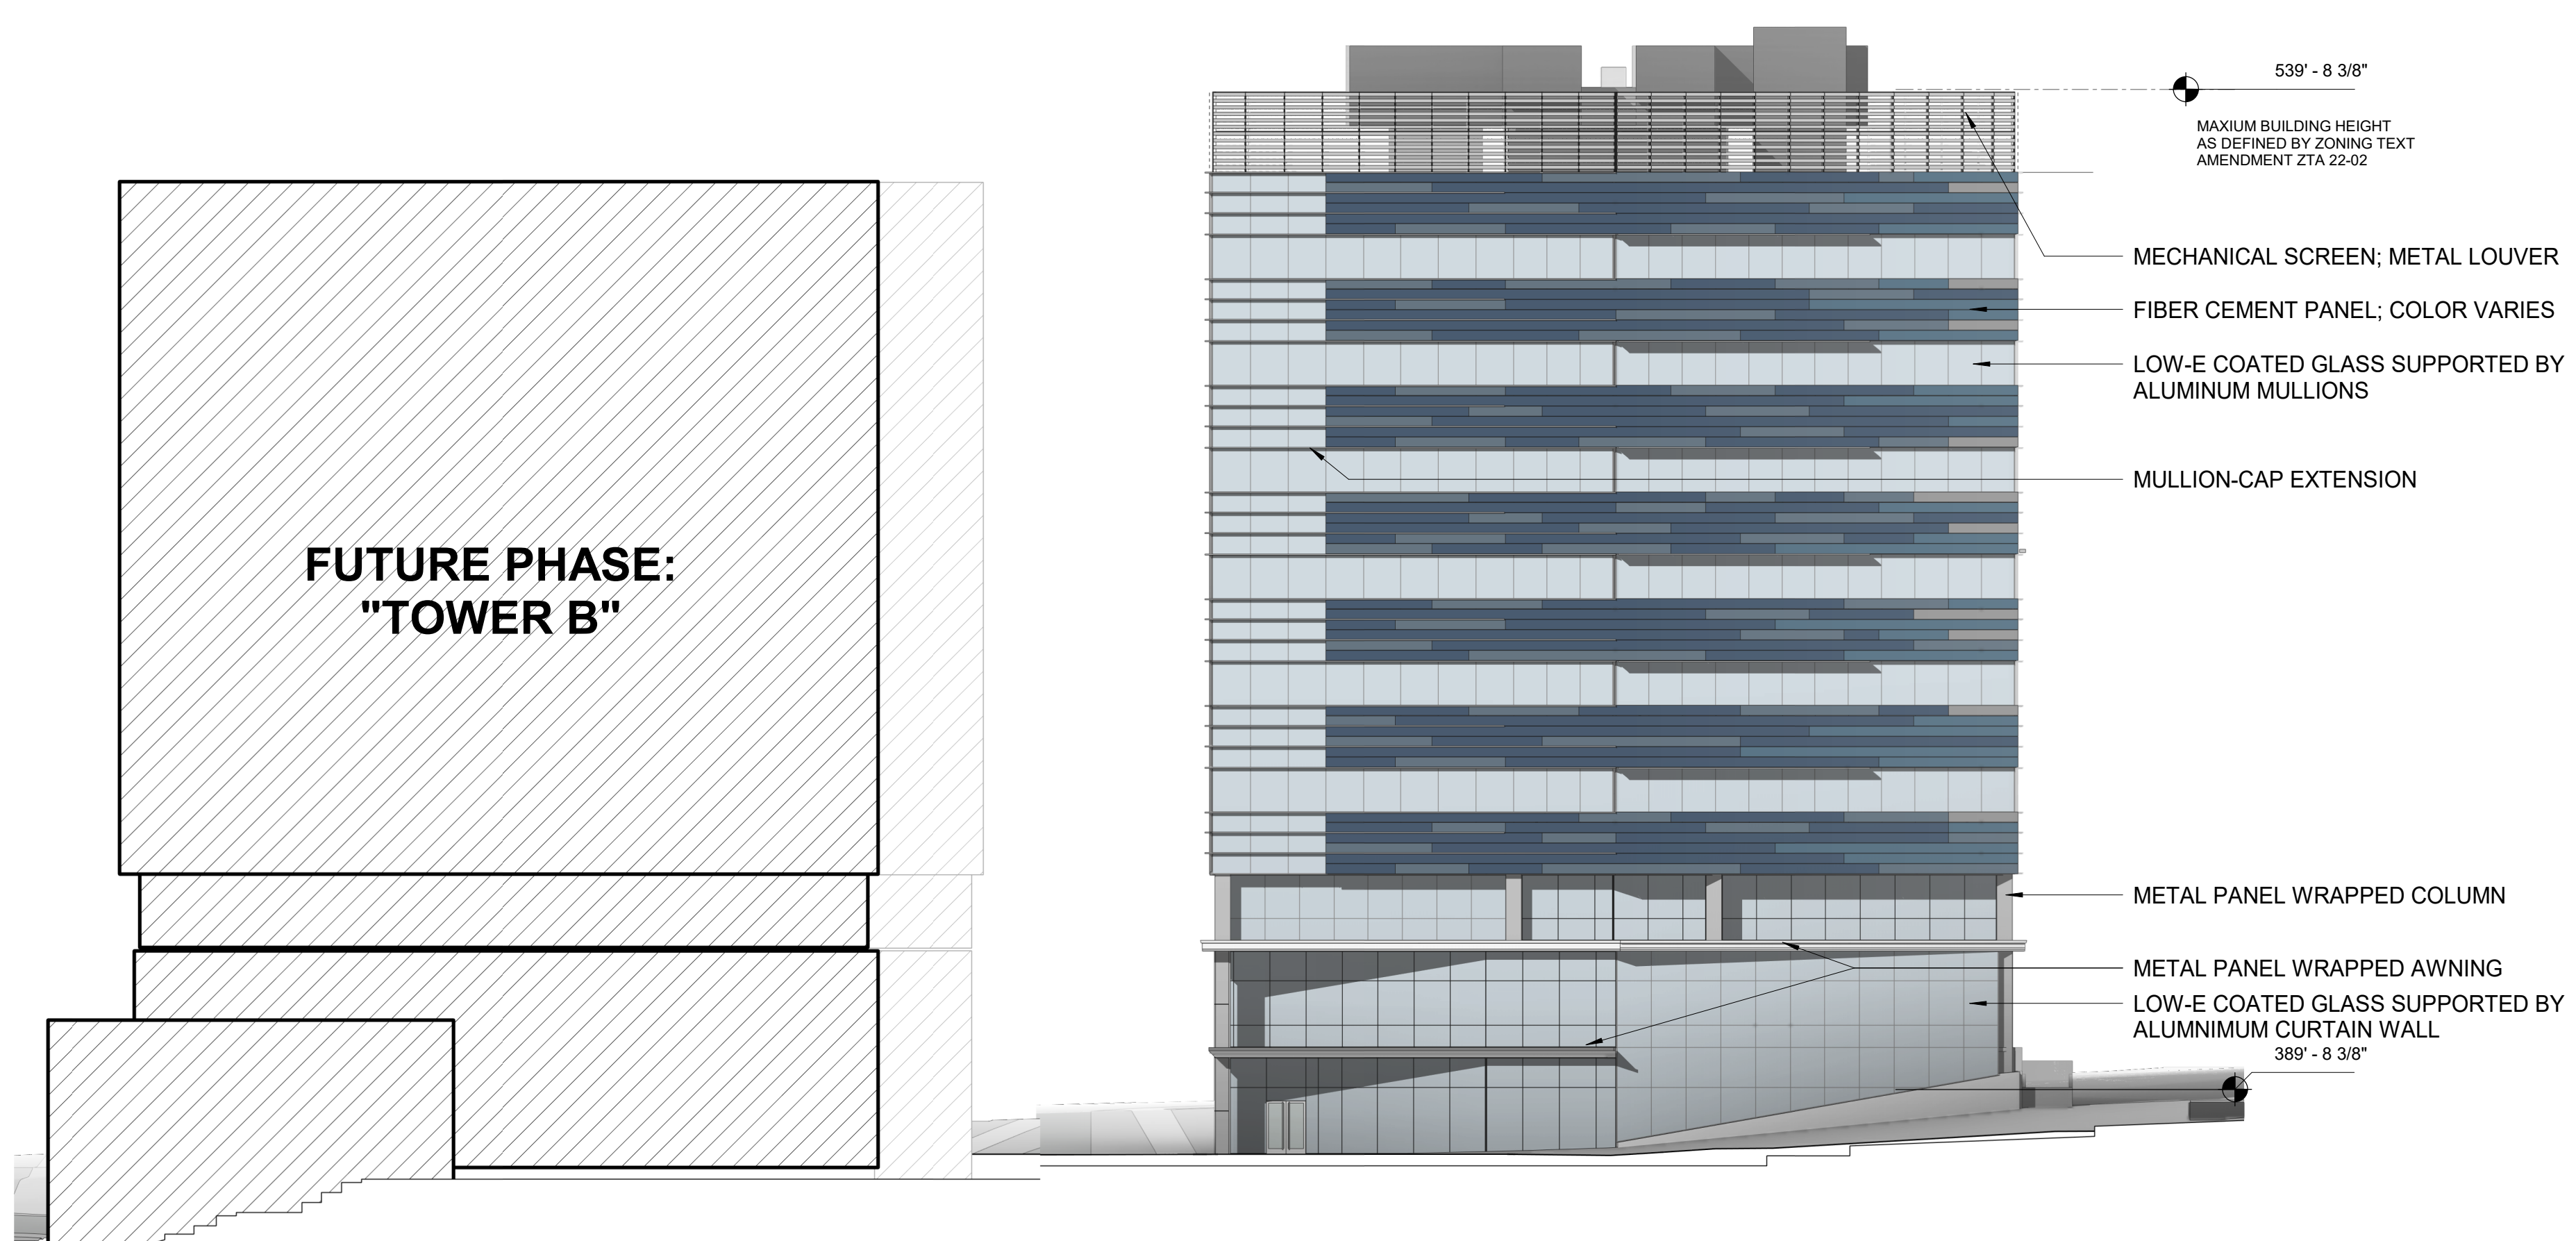 539' - 8 3/8"
MAXIUM BUILDING HEIGHT
AS DEFINED BY ZONING TEXT
AMENDMENT ZTA 22-02
MECHANICAL SCREEN; METAL LOUVER
FIBER CEMENT PANEL; COLOR VARIES
LOW-E COATED GLASS SUPPORTED BY
ALUMINUM MULLIONS
MULLION-CAP EXTENSION
FUTURE PHASE:
"TOWER B"
METAL PANEL WRAPPED COLUMN
METAL PANEL WRAPPED AWNING
LOW-E COATED GLASS SUPPORTED BY
ALUMNIMUM CURTAIN WALL
389' - 8 3/8"